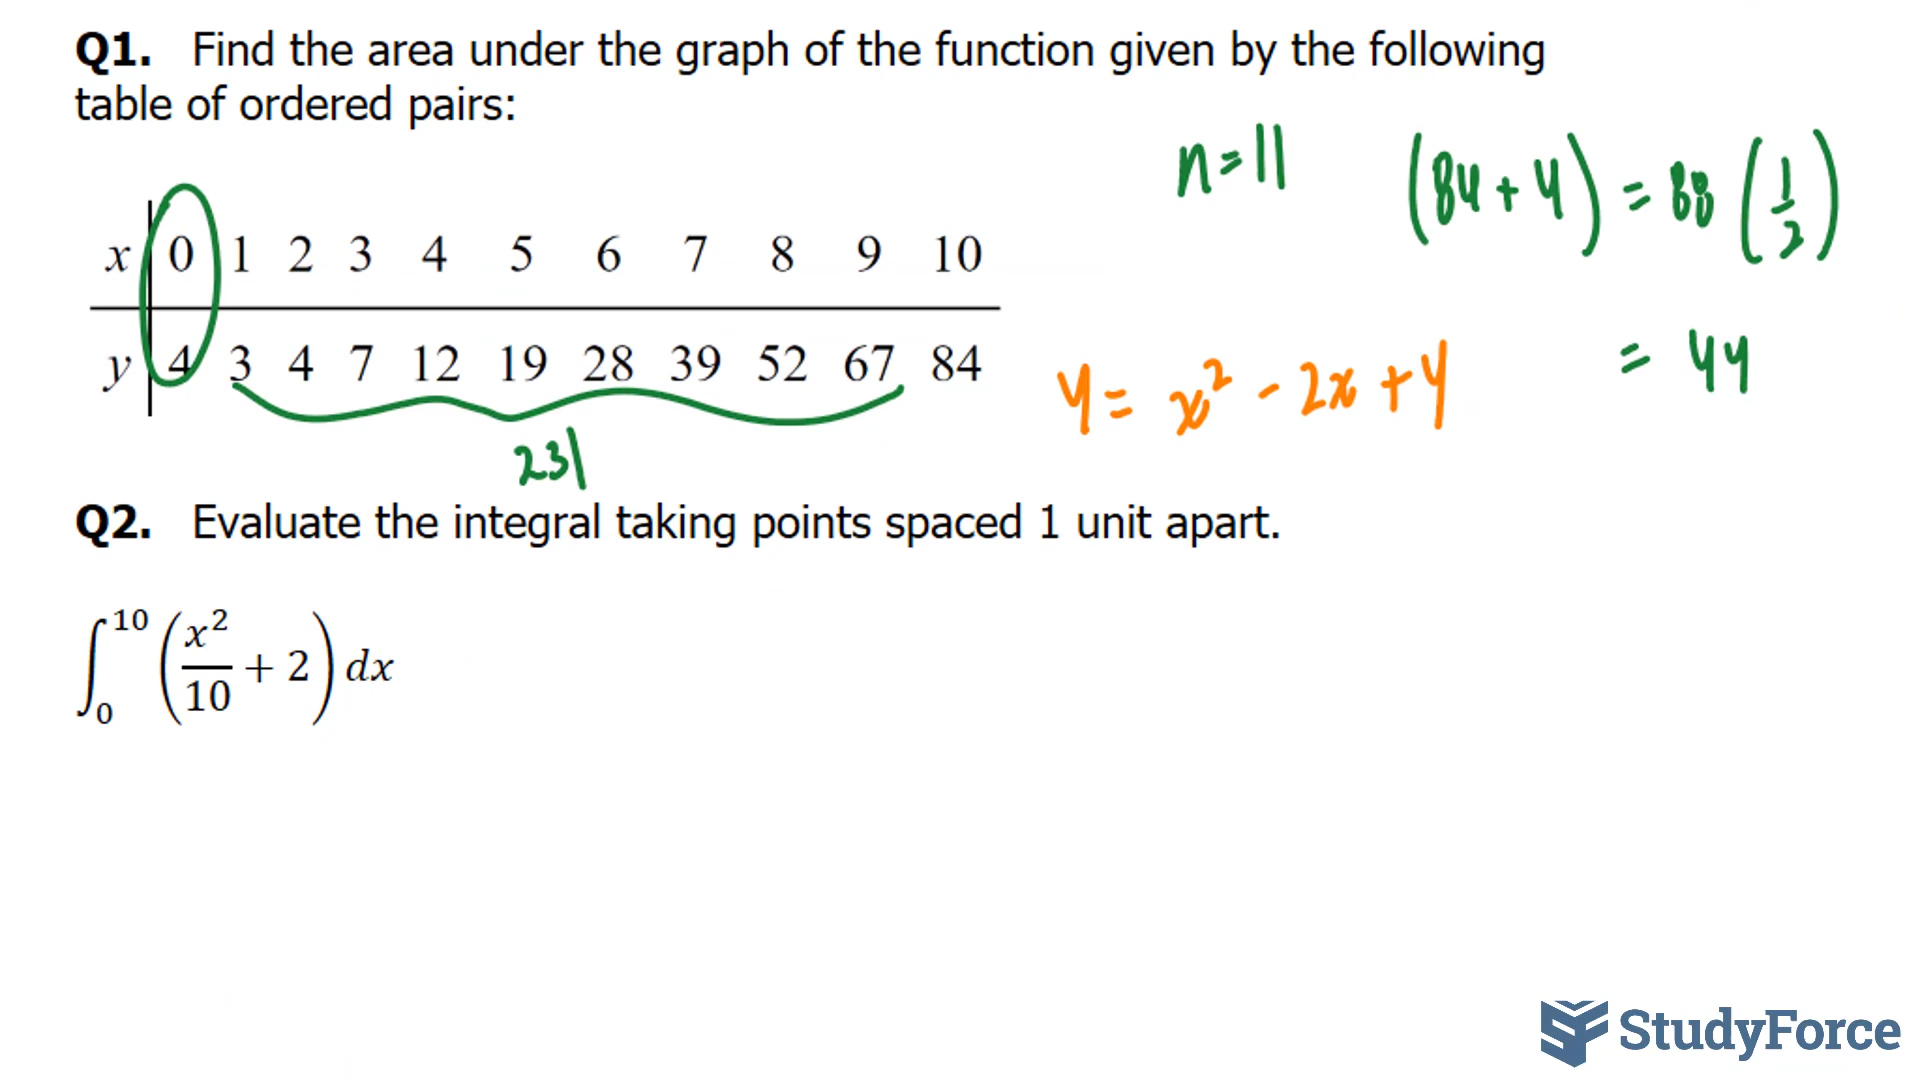 Q1. Find the area under the graph of the function given by the following
table of ordered pairs:
n=11 (84+4) = 88 (1/2)
x 0 1 2 3 4 5 6 7 8 9 10
y 4 3 4 7 12 19 28 39 52 67 84
y = x² - 2x + 4
= 44
231
Q2. Evaluate the integral taking points spaced 1 unit apart.
∫₀¹⁰ (x²/10 + 2) dx
StudyForce